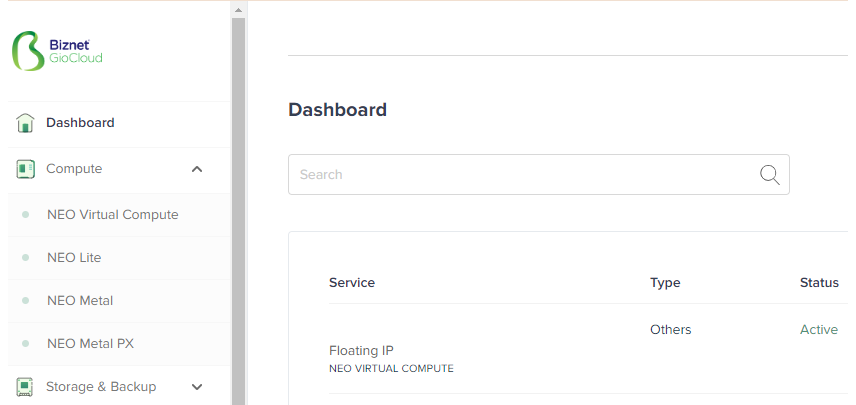 Biznet
GioCloud
Dashboard
Compute
NEO Virtual Compute
NEO Lite
NEO Metal
NEO Metal PX
Storage & Backup
Dashboard
Search
Service Type Status
Floating IP Others Active
NEO VIRTUAL COMPUTE